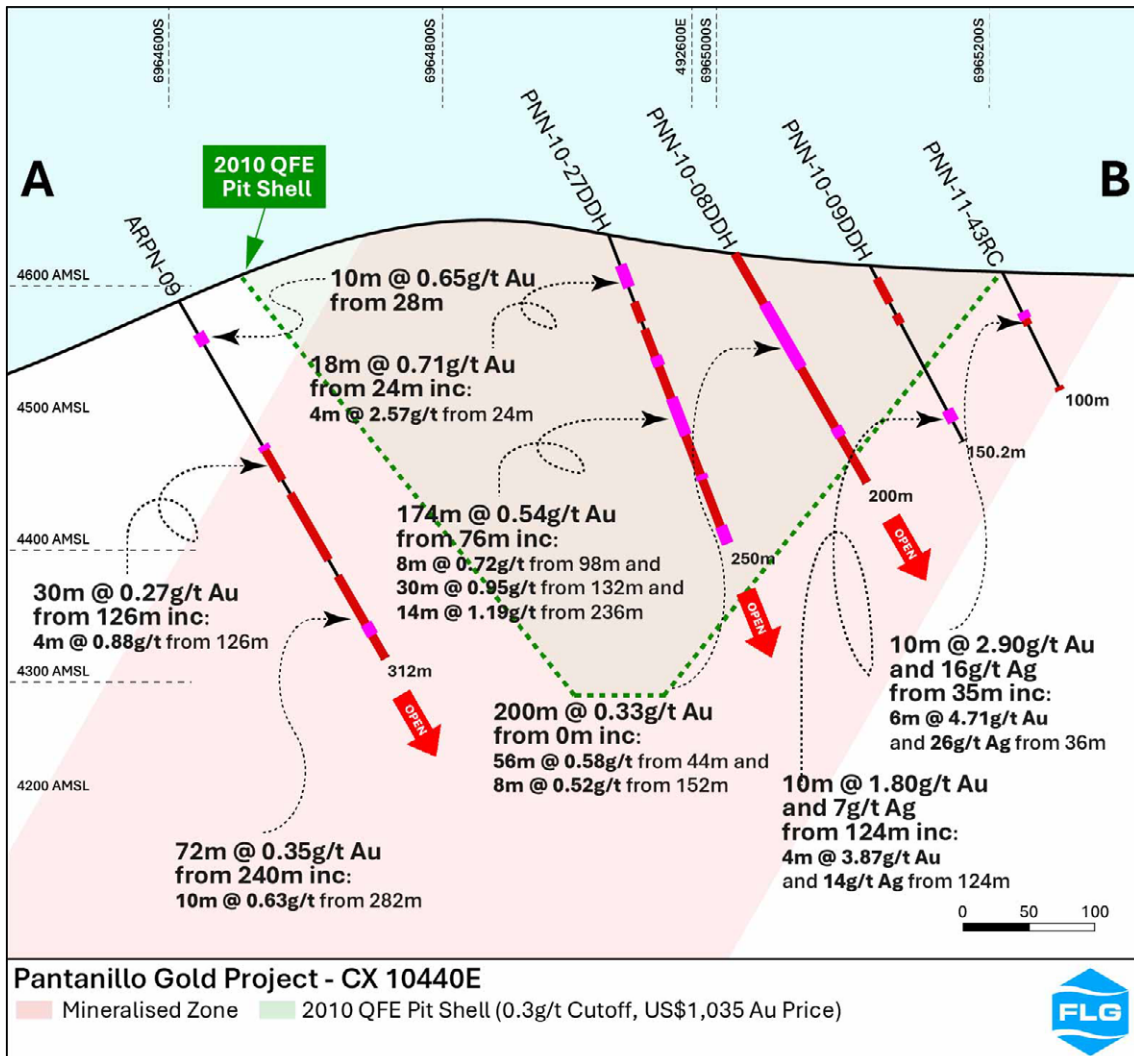 6964600S
6964800S
492600E
6965000S
6965200S
A
B
2010 QFE
Pit Shell
ARPN-09
PNN-10-27DDH
PNN-10-08DDH
PNN-10-09DDH
PNN-11-43RC
4600 AMSL
4500 AMSL
4400 AMSL
4300 AMSL
4200 AMSL
10m @ 0.65g/t Au
from 28m
18m @ 0.71g/t Au
from 24m inc:
4m @ 2.57g/t from 24m
174m @ 0.54g/t Au
from 76m inc:
8m @ 0.72g/t from 98m and
30m @ 0.95g/t from 132m and
14m @ 1.19g/t from 236m
30m @ 0.27g/t Au
from 126m inc:
4m @ 0.88g/t from 126m
312m
OPEN
250m
OPEN
200m
OPEN
150.2m
100m
200m @ 0.33g/t Au
from 0m inc:
56m @ 0.58g/t from 44m and
8m @ 0.52g/t from 152m
10m @ 2.90g/t Au
and 16g/t Ag
from 35m inc:
6m @ 4.71g/t Au
and 26g/t Ag from 36m
10m @ 1.80g/t Au
and 7g/t Ag
from 124m inc:
4m @ 3.87g/t Au
and 14g/t Ag from 124m
72m @ 0.35g/t Au
from 240m inc:
10m @ 0.63g/t from 282m
0 50 100
Pantanillo Gold Project - CX 10440E
Mineralised Zone
2010 QFE Pit Shell (0.3g/t Cutoff, US$1,035 Au Price)
FLG